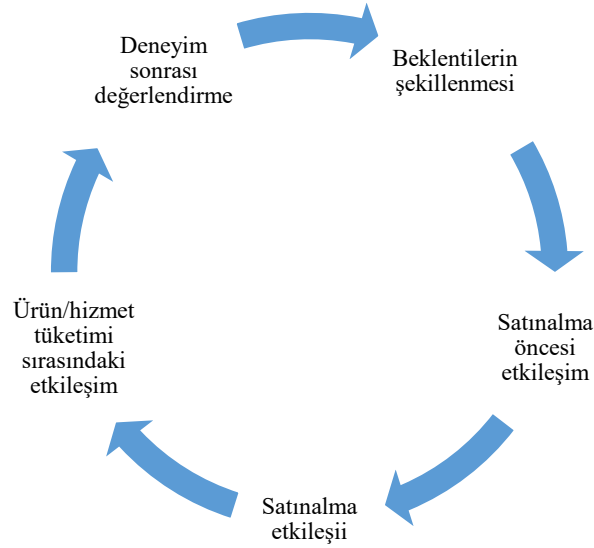 Deneyim
sonrası
değerlendirme
Beklentilerin
şekillenmesi
Satınalma
öncesi
etkileşim
Satınalma
etkileşii
Ürün/hizmet
tüketimi
sırasındaki
etkileşim